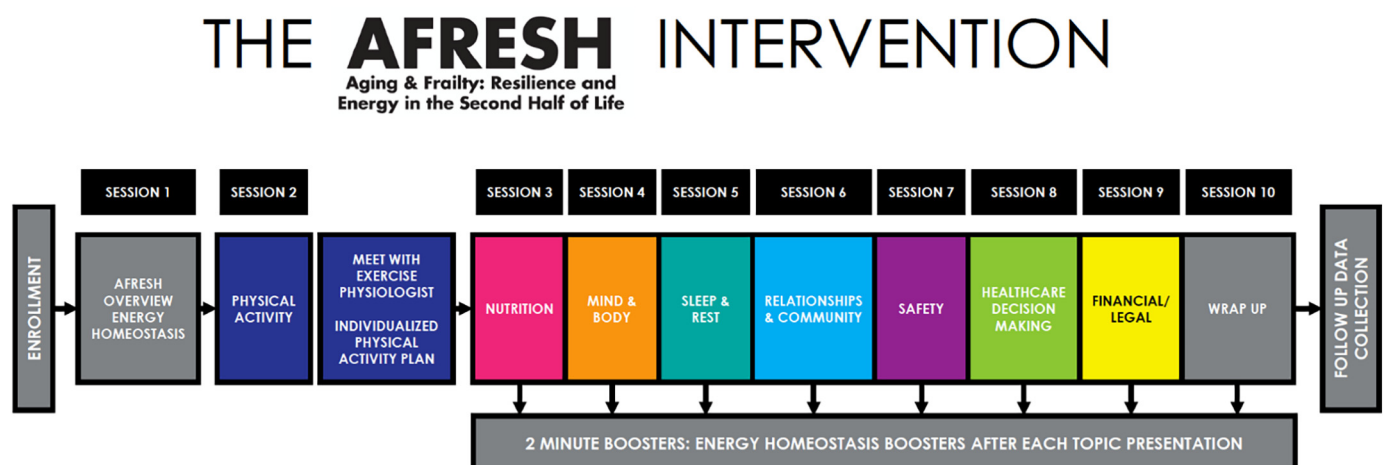 THE AFRESH INTERVENTION
Aging & Frailty: Resilience and
Energy in the Second Half of Life
SESSION 1
SESSION 2
SESSION 3
SESSION 4
SESSION 5
SESSION 6
SESSION 7
SESSION 8
SESSION 9
SESSION 10
ENROLLMENT
AFRESH
OVERVIEW
ENERGY
HOMEOSTASIS
PHYSICAL
ACTIVITY
MEET WITH
EXERCISE
PHYSIOLOGIST
INDIVIDUALIZED
PHYSICAL
ACTIVITY PLAN
NUTRITION
MIND &
BODY
SLEEP &
REST
RELATIONSHIPS
& COMMUNITY
SAFETY
HEALTHCARE
DECISION
MAKING
FINANCIAL/
LEGAL
WRAP UP
FOLLOW UP DATA
COLLECTION
2 MINUTE BOOSTERS: ENERGY HOMEOSTASIS BOOSTERS AFTER EACH TOPIC PRESENTATION